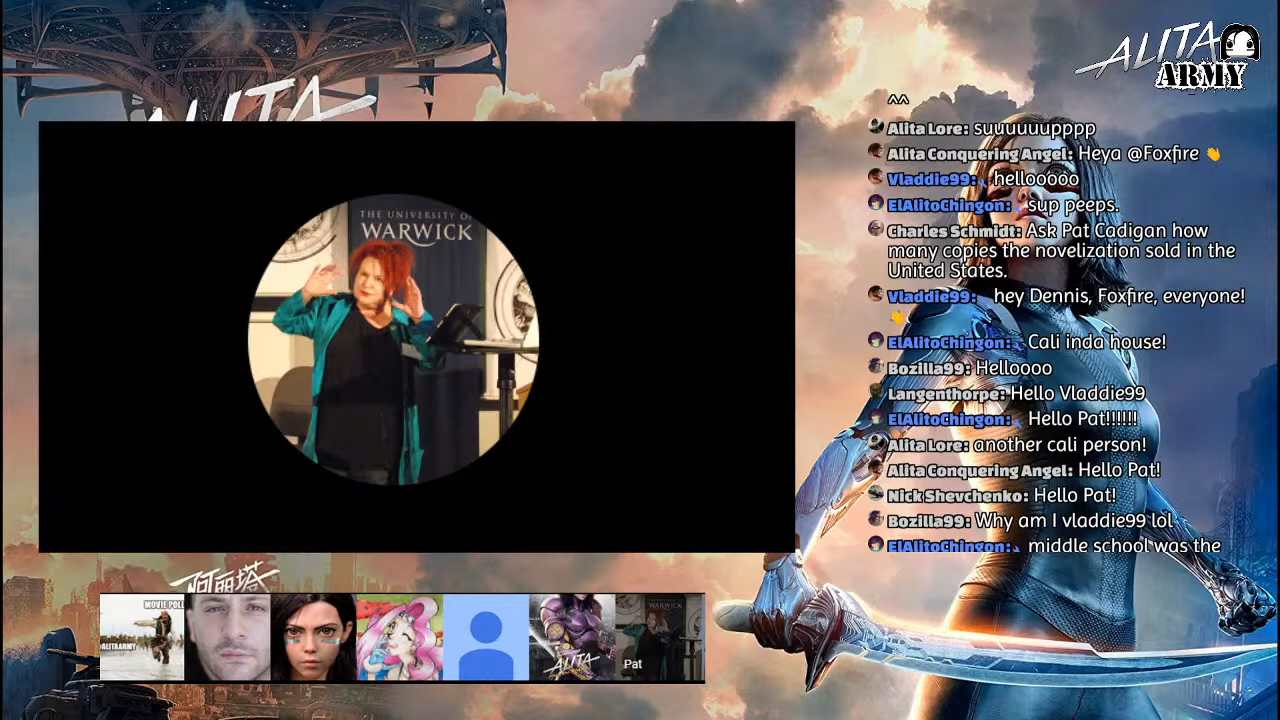 ALITA
ALITA
ARMY
THE UNIVERSITY OF
WARWICK
^^
Alita Lore: suuuuuupppp
Alita Conquering Angel: Heya @Foxfire 👋
Vladdie99: hellooooo
ElAlitoChingon: sup peeps.
Charles Schmidt: Ask Pat Cadigan how
many copies the novelization sold in the
United States.
Vladdie99: hey Dennis, Foxfire, everyone!
👋
ElAlitoChingon: Cali inda house!
Bozilla99: Helloooo
Langenthorpe: Hello Vladdie99
ElAlitoChingon: Hello Pat!!!!!!
Alita Lore: another cali person!
Alita Conquering Angel: Hello Pat!
Nick Shevchenko: Hello Pat!
Bozilla99: Why am I vladdie99 lol
ElAlitoChingon: middle school was the
阿丽塔
MOVIE POLL
#ALITAARMY
ALITA
WARWICK
Pat